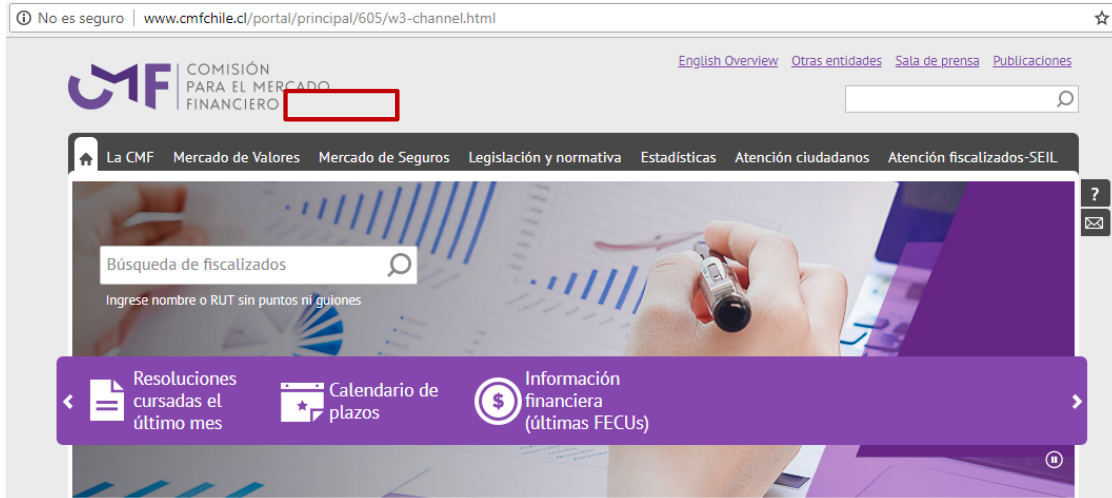 No es seguro | www.cmfchile.cl/portal/principal/605/w3-channel.html
English Overview Otras entidades Sala de prensa Publicaciones
CMF
COMISIÓN
PARA EL MERCADO
FINANCIERO
La CMF Mercado de Valores Mercado de Seguros Legislación y normativa Estadísticas Atención ciudadanos Atención fiscalizados-SEIL
?
Búsqueda de fiscalizados
Ingrese nombre o RUT sin puntos ni guiones
Resoluciones
cursadas el
último mes
Calendario de
plazos
$
Información
financiera
(últimas FECUs)